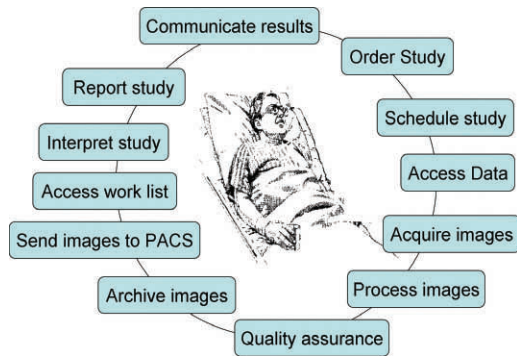 Communicate results
Order Study
Schedule study
Access Data
Acquire images
Process images
Quality assurance
Archive images
Send images to PACS
Access work list
Interpret study
Report study